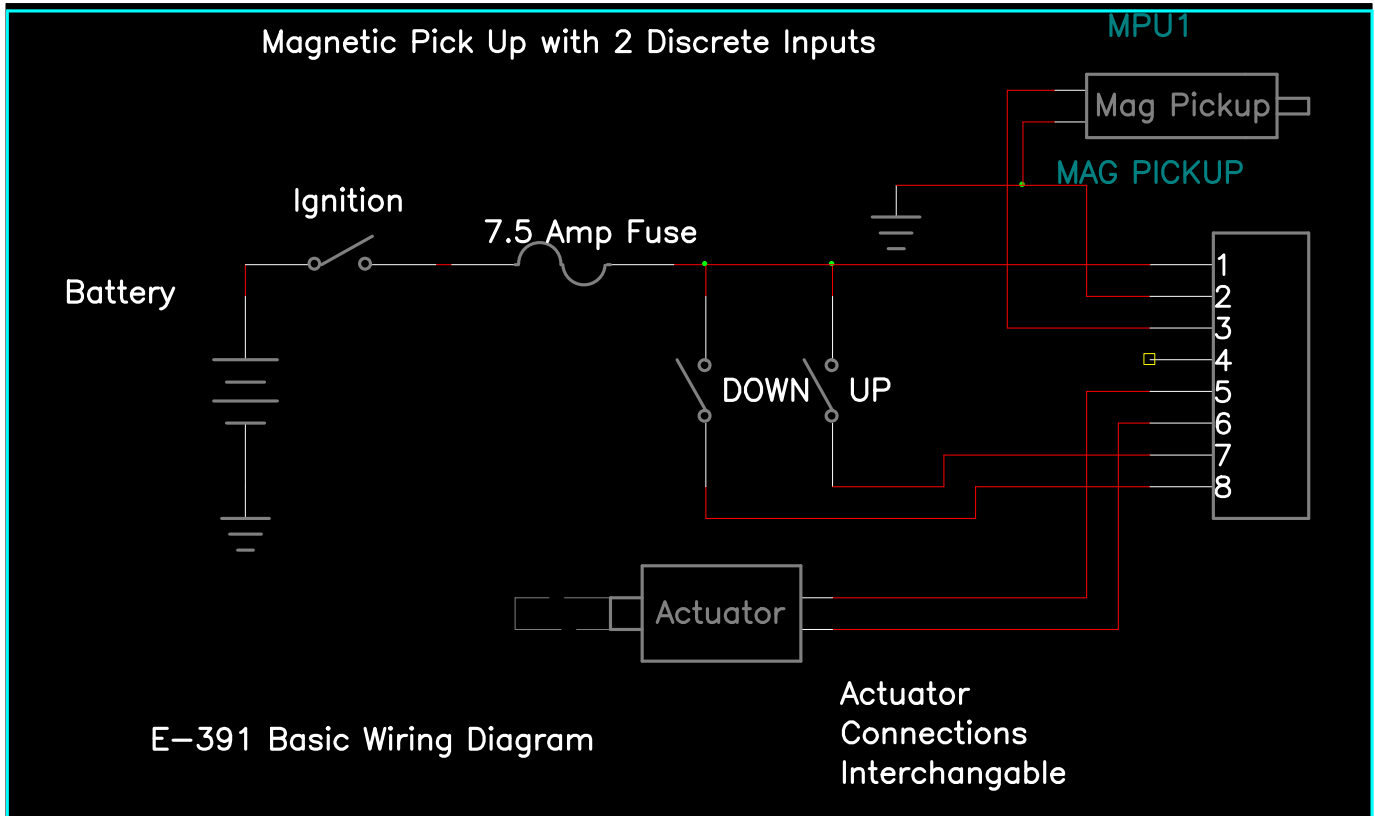 Magnetic Pick Up with 2 Discrete Inputs
MPU1
Mag Pickup
MAG PICKUP
Ignition
7.5 Amp Fuse
Battery
1
2
3
4
5
6
7
8
DOWN
UP
Actuator
Actuator
Connections
Interchangable
E-391 Basic Wiring Diagram